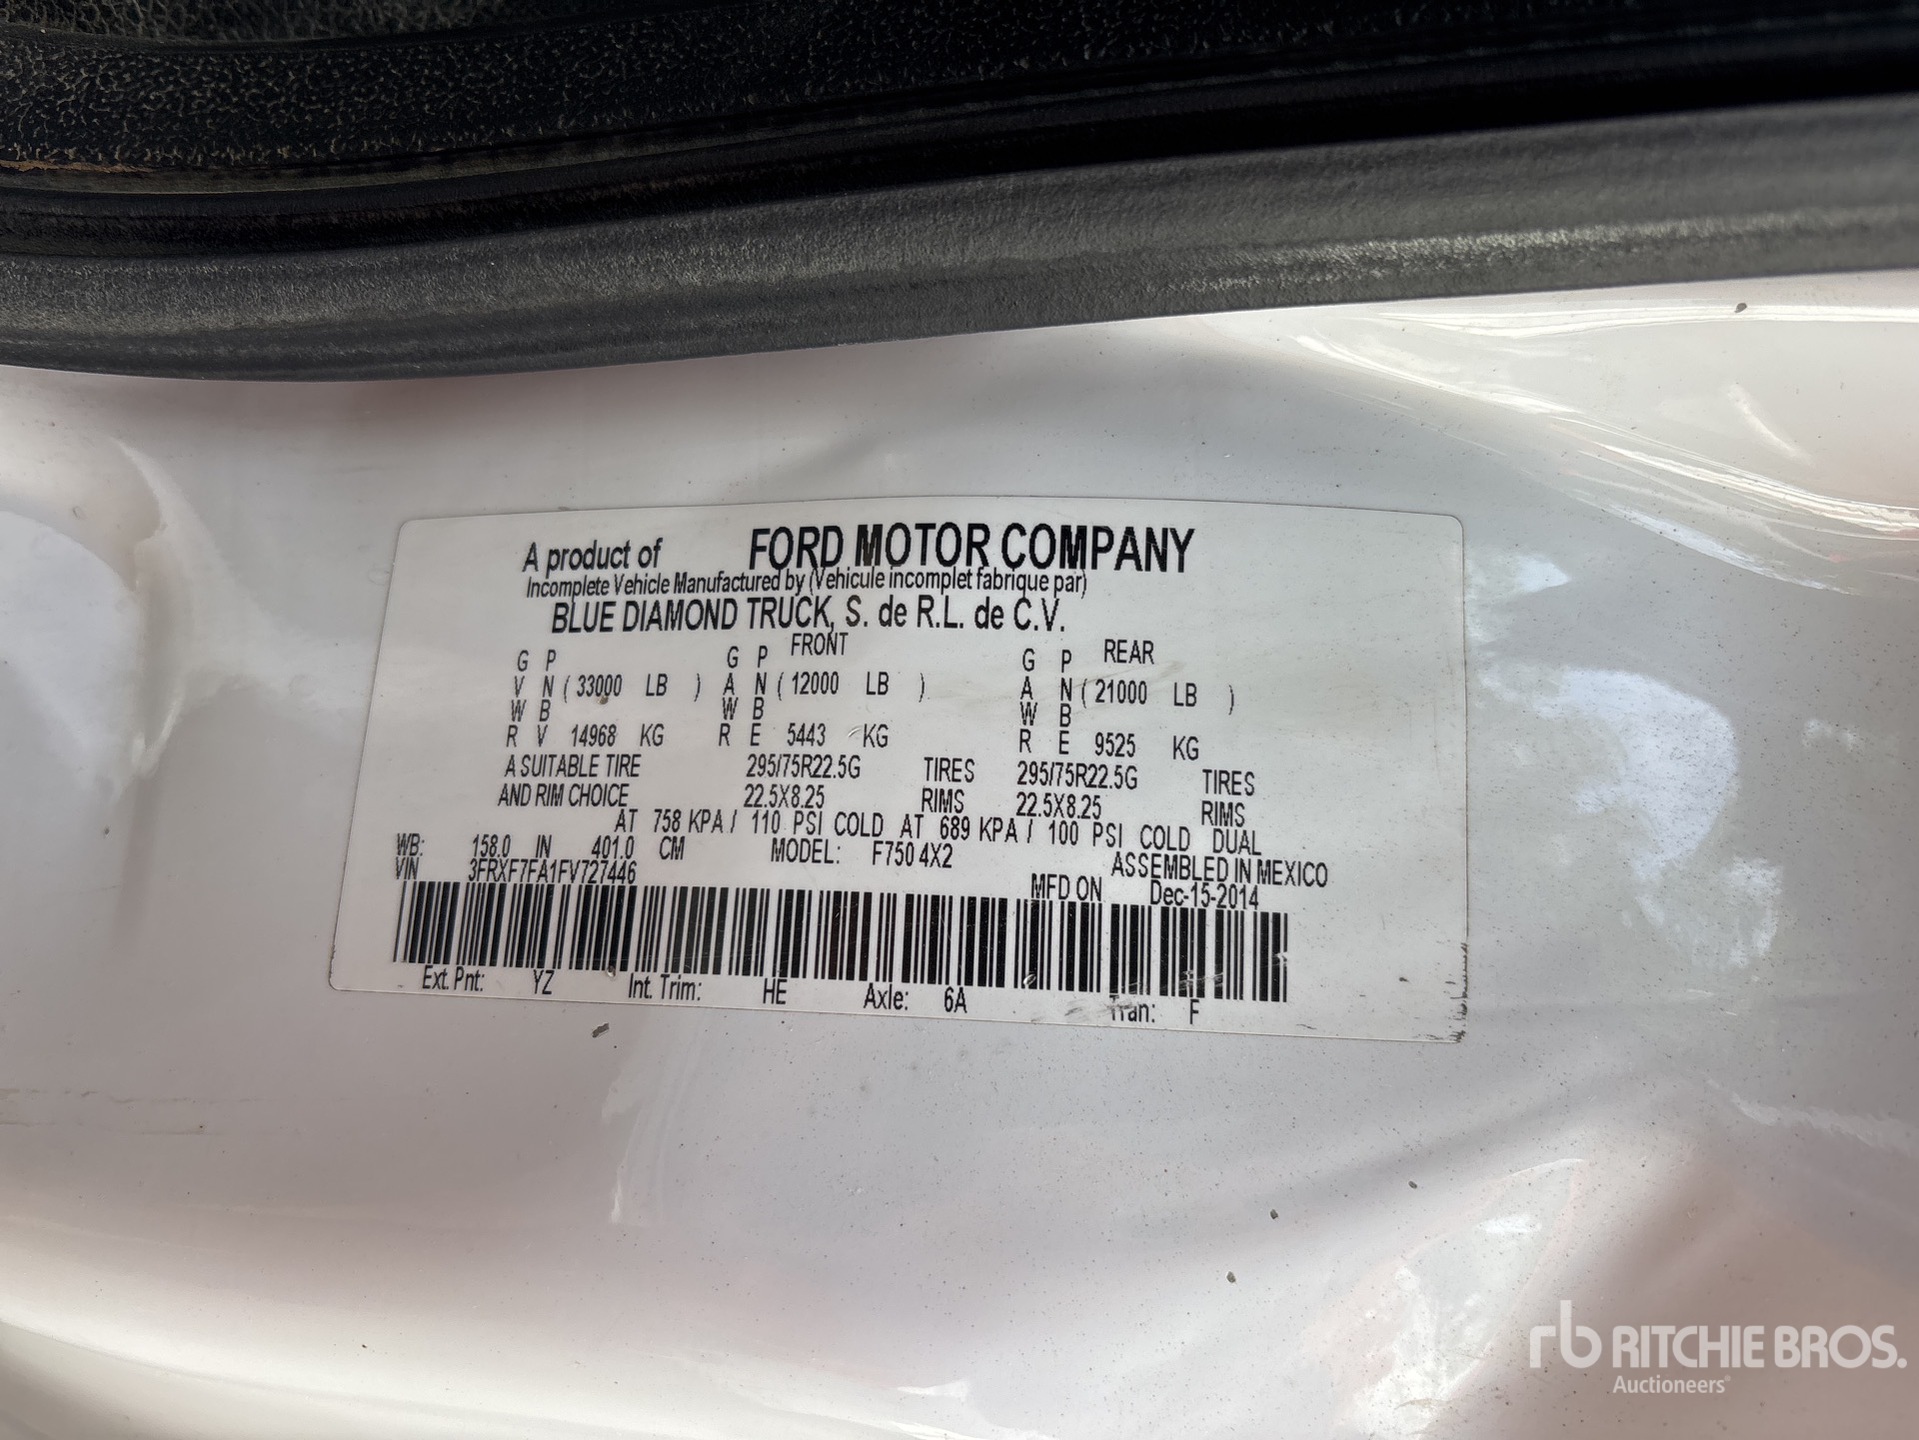 A product of FORD MOTOR COMPANY
Incomplete Vehicle Manufactured by (Vehicule incomplet fabrique par)
BLUE DIAMOND TRUCK, S. de R.L. de C.V.
FRONT REAR
G P G P G P
V N ( 33000 LB ) A N ( 12000 LB ) A N ( 21000 LB )
W B W B W B
R V 14968 KG R E 5443 KG R E 9525 KG
A SUITABLE TIRE 295/75R22.5G TIRES 295/75R22.5G TIRES
AND RIM CHOICE 22.5X8.25 RIMS 22.5X8.25 RIMS
AT 758 KPA / 110 PSI COLD AT 689 KPA / 100 PSI COLD DUAL
WB: 158.0 IN 401.0 CM MODEL: F750 4X2 ASSEMBLED IN MEXICO
VIN 3FRXF7FA1FV727446 MFD ON Dec-15-2014
Ext. Pnt: YZ Int. Trim: HE Axle: 6A Tran: F
rb RITCHIE BROS.
Auctioneers